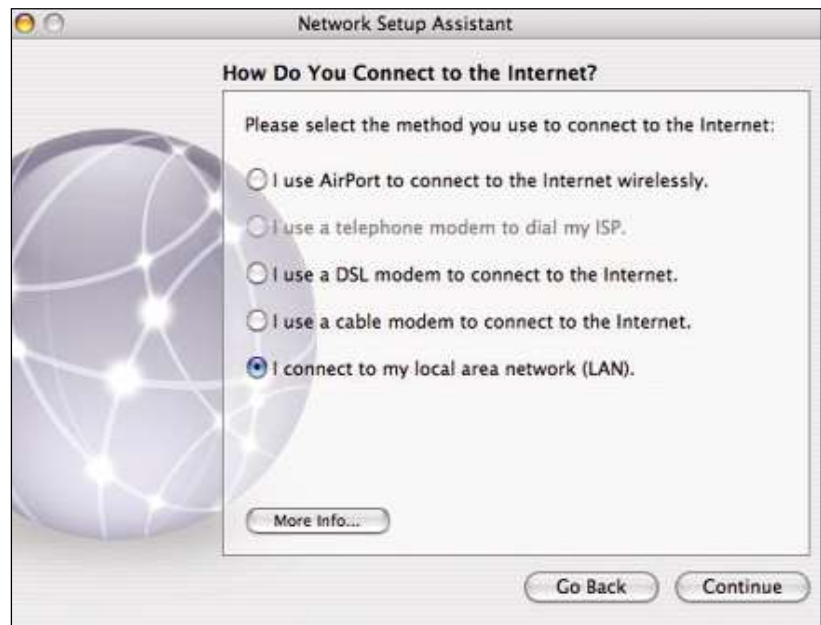 Network Setup Assistant
How Do You Connect to the Internet?
Please select the method you use to connect to the Internet:
I use AirPort to connect to the Internet wirelessly.
I use a telephone modem to dial my ISP.
I use a DSL modem to connect to the Internet.
I use a cable modem to connect to the Internet.
I connect to my local area network (LAN).
More Info...
Go Back
Continue